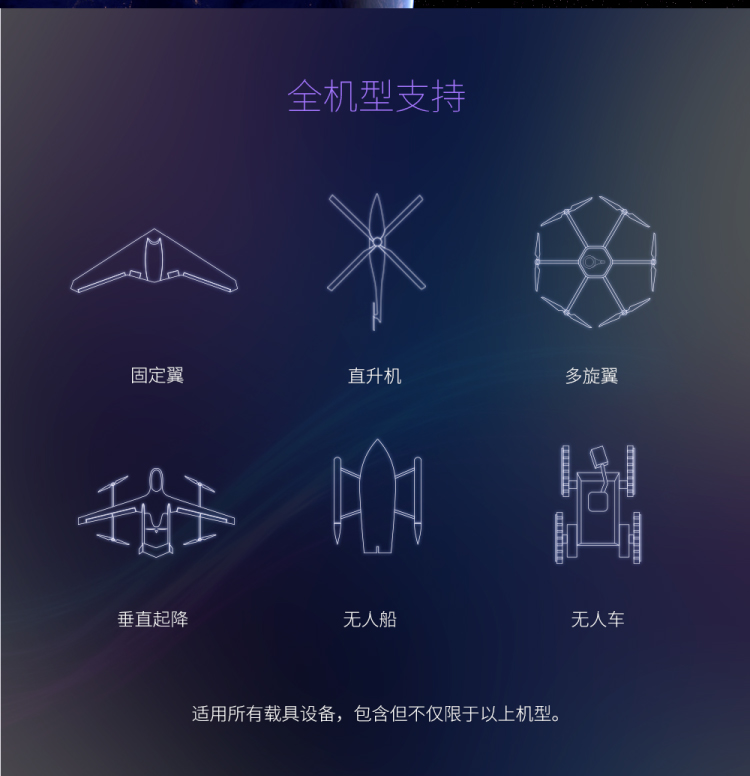 全机型支持
固定翼
直升机
多旋翼
垂直起降
无人船
无人车
适用所有载具设备，包含但不仅限于以上机型。